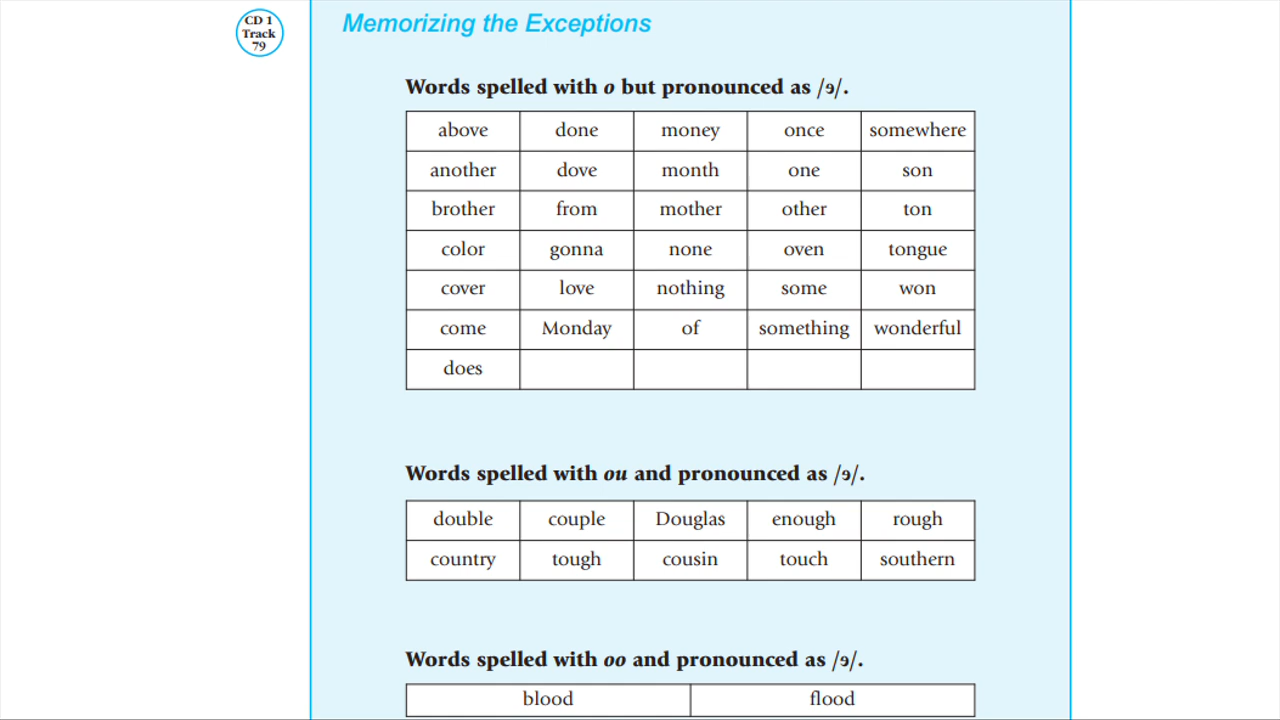 CD 1
Track
79
Memorizing the Exceptions
Words spelled with o but pronounced as /ɘ/.
above done money once somewhere
another dove month one son
brother from mother other ton
color gonna none oven tongue
cover love nothing some won
come Monday of something wonderful
does
Words spelled with ou and pronounced as /ɘ/.
double couple Douglas enough rough
country tough cousin touch southern
Words spelled with oo and pronounced as /ɘ/.
blood flood